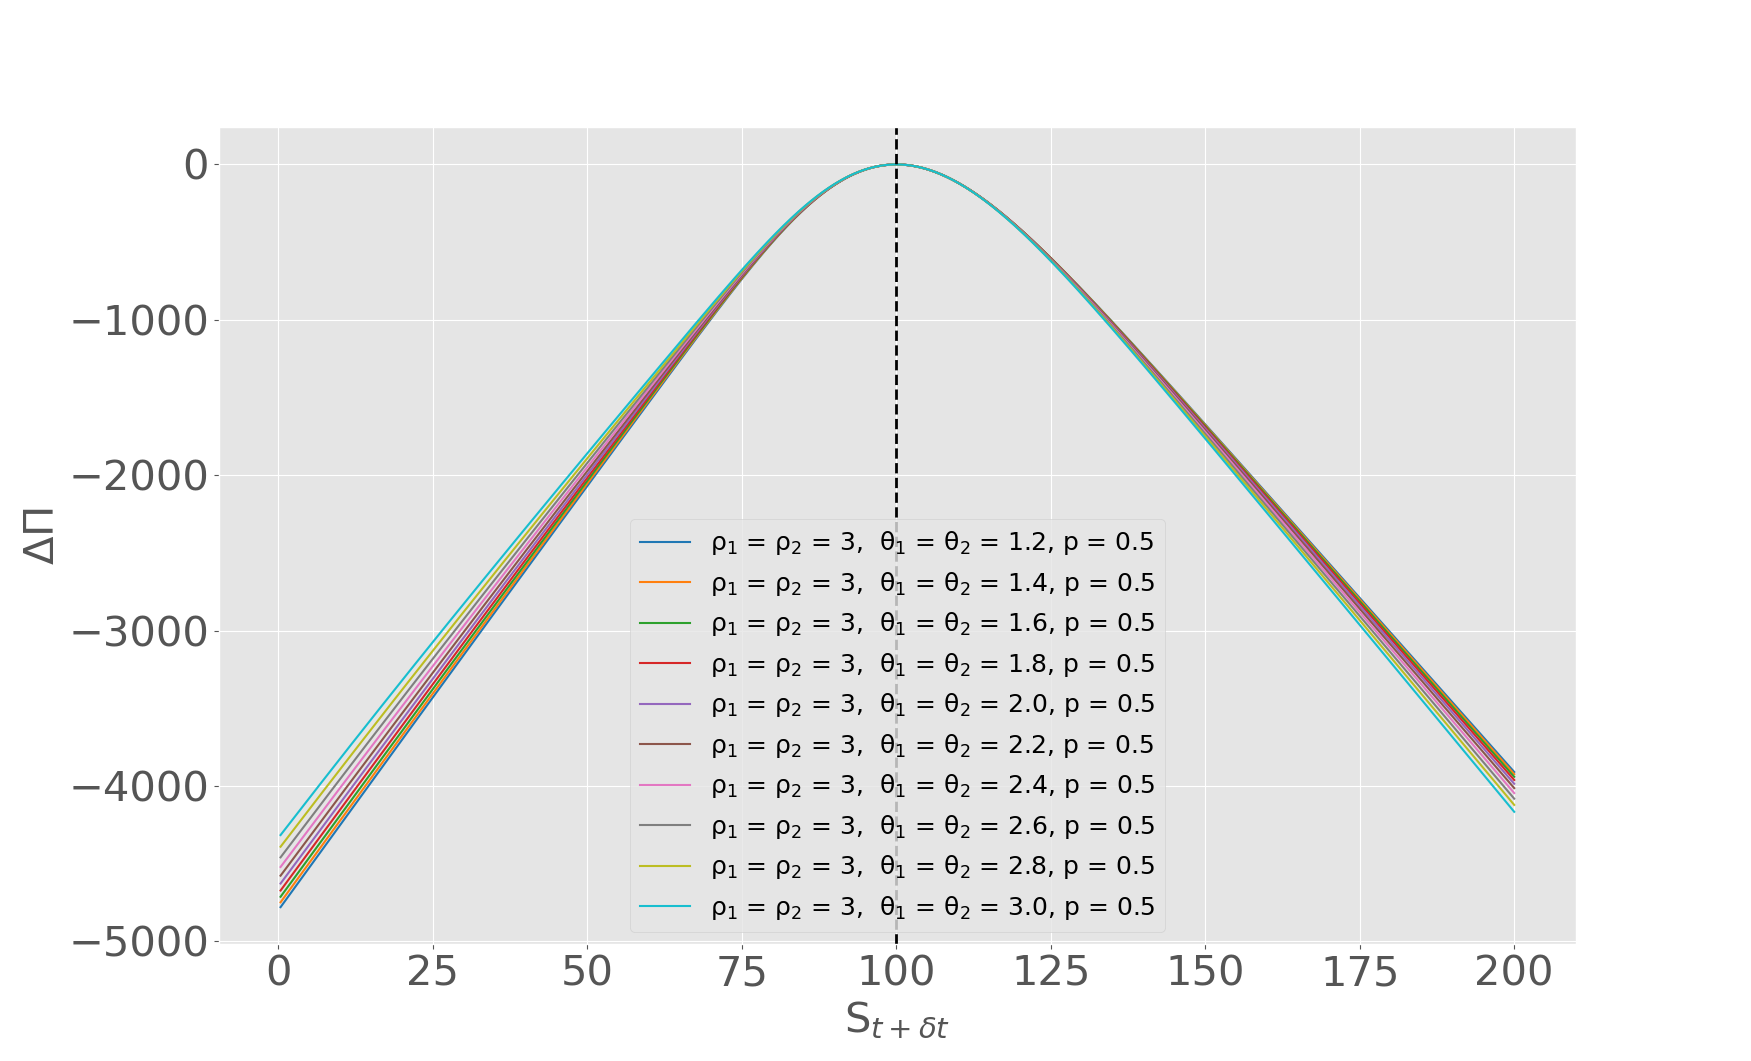 0
−1000
−2000
−3000
−4000
−5000
ΔΠ
ρ₁ = ρ₂ = 3, θ₁ = θ₂ = 1.2, p = 0.5
ρ₁ = ρ₂ = 3, θ₁ = θ₂ = 1.4, p = 0.5
ρ₁ = ρ₂ = 3, θ₁ = θ₂ = 1.6, p = 0.5
ρ₁ = ρ₂ = 3, θ₁ = θ₂ = 1.8, p = 0.5
ρ₁ = ρ₂ = 3, θ₁ = θ₂ = 2.0, p = 0.5
ρ₁ = ρ₂ = 3, θ₁ = θ₂ = 2.2, p = 0.5
ρ₁ = ρ₂ = 3, θ₁ = θ₂ = 2.4, p = 0.5
ρ₁ = ρ₂ = 3, θ₁ = θ₂ = 2.6, p = 0.5
ρ₁ = ρ₂ = 3, θ₁ = θ₂ = 2.8, p = 0.5
ρ₁ = ρ₂ = 3, θ₁ = θ₂ = 3.0, p = 0.5
0 25 50 75 100 125 150 175 200
S_{t + δt}